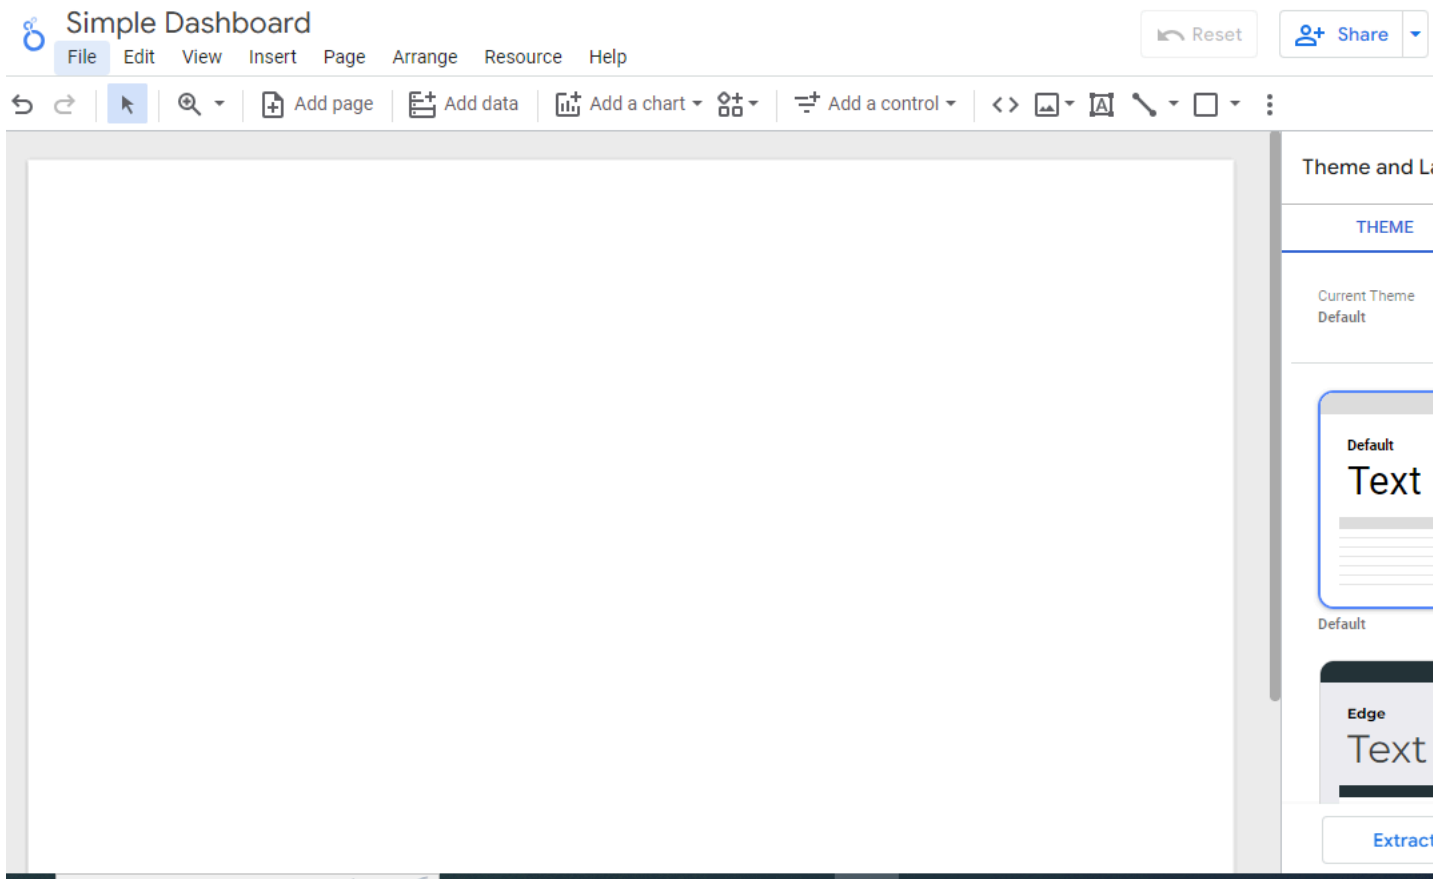 Simple Dashboard
File Edit View Insert Page Arrange Resource Help
Reset
Share
Add page Add data Add a chart Add a control
Theme and La
THEME
Current Theme
Default
Default
Text
Default
Edge
Text
Extract